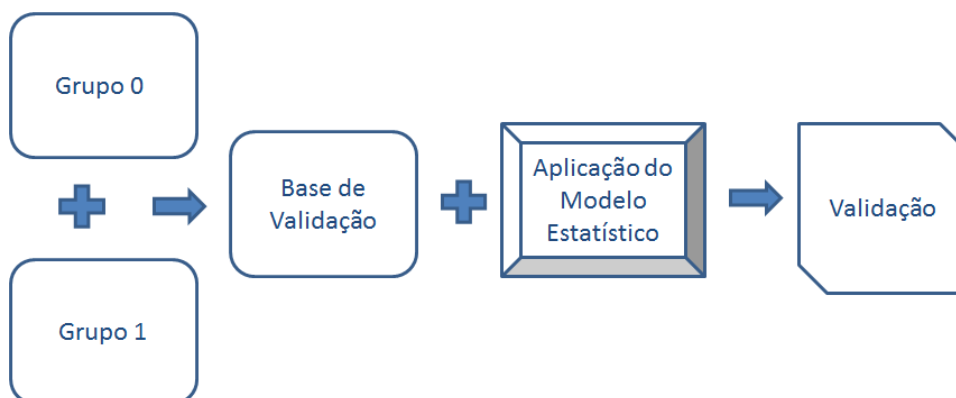 Grupo 0
Grupo 1
Base de
Validação
Aplicação do
Modelo
Estatístico
Validação